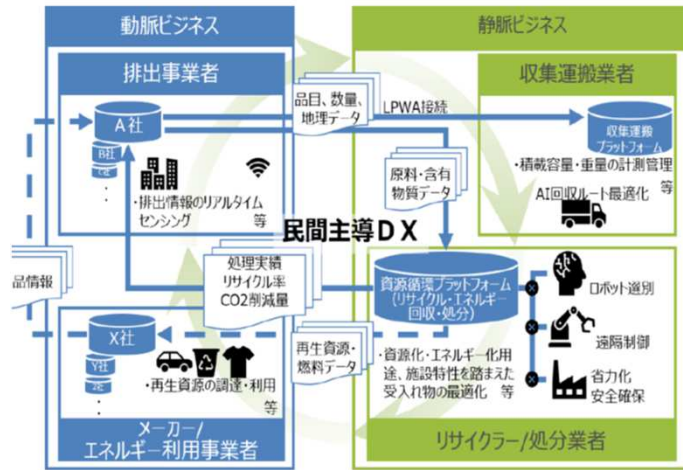 動脈ビジネス
静脈ビジネス
排出事業者
収集運搬業者
A社
B社
・排出情報のリアルタイム
センシング
等
品目、数量、
地理データ
LPWA接続
収集運搬
プラットフォーム
・積載容量・重量の計測管理
等
AI回収ルート最適化
原料・含有
物質データ
民間主導DX
品情報
処理実績
リサイクル率
CO2削減量
資源循環プラットフォーム
(リサイクル・エネルギー
回収・処分)
・資源化・エネルギー化用
途、施設特性を踏まえた
受入れ物の最適化 等
ロボット選別
遠隔制御
省力化
安全確保
X社
Y社
・再生資源の調達・利用
等
再生資源・
燃料データ
メーカー/
エネルギー利用事業者
リサイクラー/処分業者